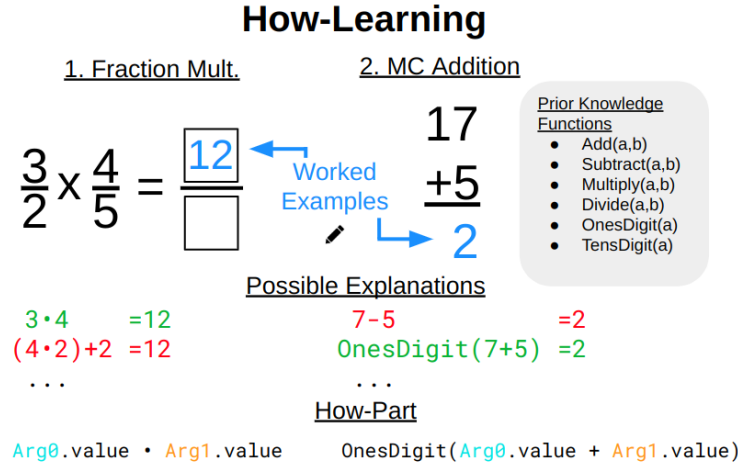 How-Learning
1. Fraction Mult.
3/2 x 4/5 = 12
2. MC Addition
17
+5
2
Worked
Examples
Prior Knowledge
Functions
● Add(a,b)
● Subtract(a,b)
● Multiply(a,b)
● Divide(a,b)
● OnesDigit(a)
● TensDigit(a)
Possible Explanations
3·4 =12
(4·2)+2 =12
...
7-5 =2
OnesDigit(7+5) =2
...
How-Part
Arg0.value • Arg1.value
OnesDigit(Arg0.value + Arg1.value)